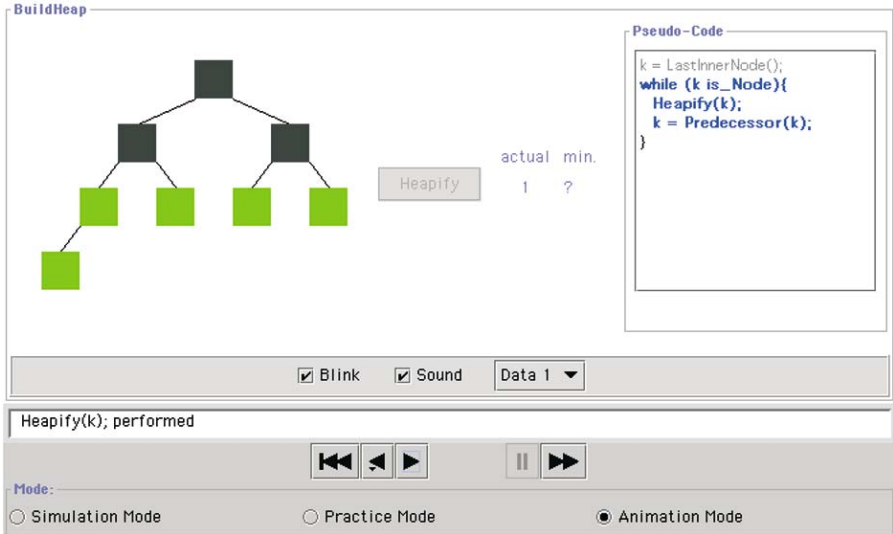 BuildHeap
Pseudo-Code
k = LastInnerNode();
while (k is_Node){
Heapify(k);
k = Predecessor(k);
}
actual min.
Heapify 1 ?
Blink Sound Data 1
Heapify(k); performed
Mode:
Simulation Mode Practice Mode Animation Mode